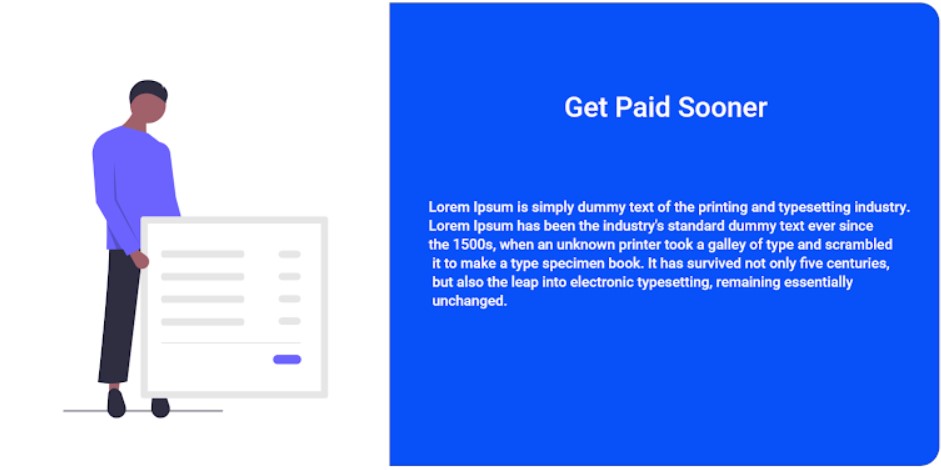 Get Paid Sooner
Lorem Ipsum is simply dummy text of the printing and typesetting industry.
Lorem Ipsum has been the industry's standard dummy text ever since
the 1500s, when an unknown printer took a galley of type and scrambled
it to make a type specimen book. It has survived not only five centuries,
but also the leap into electronic typesetting, remaining essentially
unchanged.